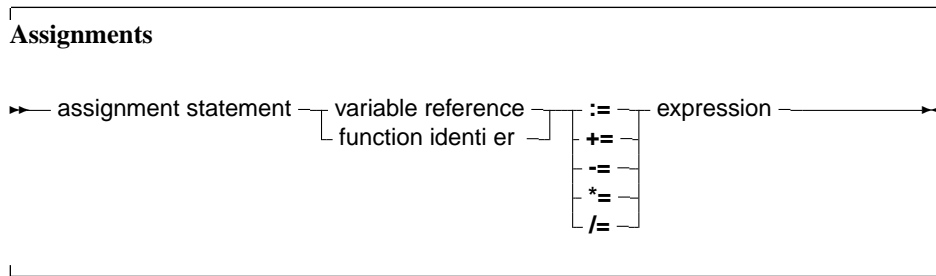 Assignments
assignment statement variable reference := expression
function identi er +=
-=
*=
/=